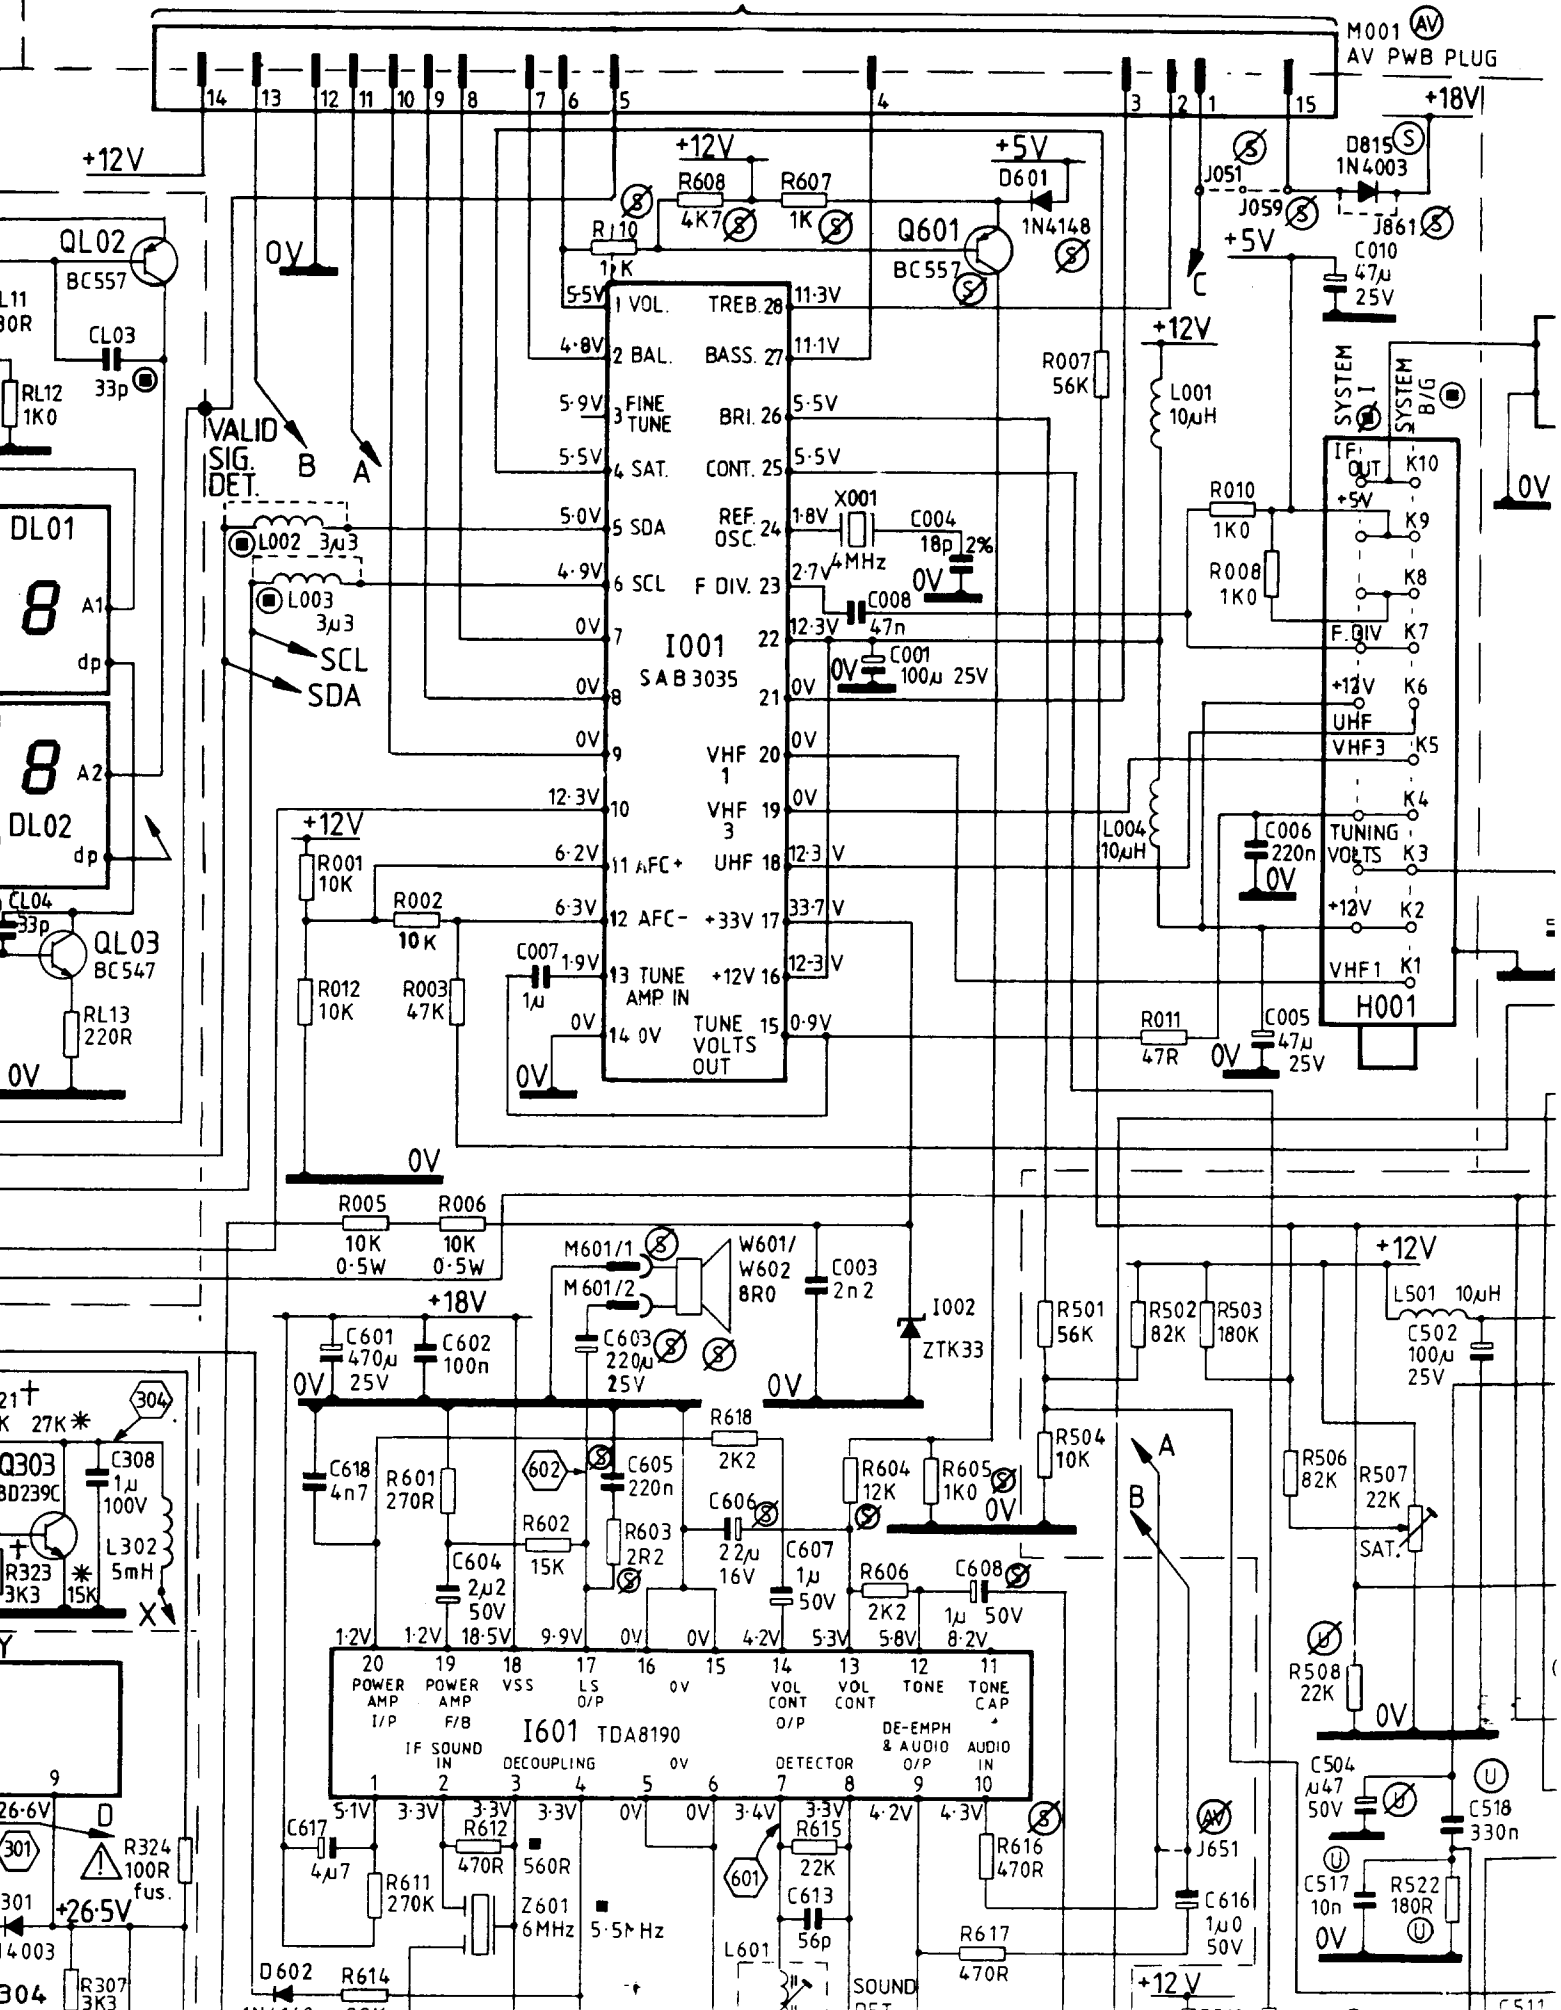 M001 AV
AV PWB PLUG
14 13 12 11 10 9 8 7 6 5 4 3 2 1 15
+18V
+12V
+12V
+5V
D815 S
1N4003
J051 S
J059 S
J861 S
R608
4K7 S
R607
1K S
D601
1N4148 S
S
1K
Q601
BC557 S
QL02
BC557
0V
C
+5V
C010
47µ
25V
CL03
33p
RL12
1K0
VALID
SIG.
DET.
B
A
5.5V 1 VOL.
4.8V 2 BAL.
5.9V 3 FINE
TUNE
5.5V 4 SAT.
5.0V 5 SDA
4.9V 6 SCL
0V 7
0V 8
0V 9
12.3V 10
6.2V 11 AFC+
6.3V 12 AFC-
1.9V 13 TUNE
AMP IN
0V 14 0V
I001
SAB3035
TREB. 28 11.3V
BASS. 27 11.1V
BRI. 26 5.5V
CONT. 25 5.5V
REF.
OSC. 24 1.8V
F DIV. 23 2.7V
22 12.3V
21 0V
VHF 20 0V
1
VHF 19 0V
3
UHF 18 12.3 V
+33V 17 33.7 V
+12V 16 12.3 V
TUNE 15 0.9V
VOLTS
OUT
R007
56K
+12V
L001
10µH
SYSTEM
I
SYSTEM
B/G
IF
OUT K10
+5V
K9
K8
F.DIV K7
+12V K6
UHF
VHF3 K5
K4
TUNING
VOLTS K3
+12V K2
VHF1 K1
H001
0V
X001
4MHz
C004
18p 2%
0V
C008
47n
C001
100µ 25V
0V
R010
1K0
R008
1K0
L002 3µ3
L003
3µ3
SCL
SDA
DL01
8
A1
dp
8
A2
DL02
dp
CL04
33p
QL03
BC547
RL13
220R
0V
+12V
R001
10K
R002
10K
R012
10K
R003
47K
C007
1µ
0V
0V
L004
10µH
C006
220n
0V
R011
47R
C005
47µ
25V
0V
R005
10K
0.5W
R006
10K
0.5W
M601/1 S
M601/2
W601/
W602
8R0
S
C003
2n2
I002
ZTK33
0V
+18V
C601
470µ
25V
C602
100n
C603 S
220µ
25V
0V
R501
56K
R502
82K
R503
180K
+12V
L501 10µH
C502
100µ
25V
304
27K *
Q303
BD239C
C308
1µ
100V
L302
5mH
R323
3K3
* 15K
X
C618
4n7
R601
270R
602
S
C605
220n
R618
2K2
R602
15K
R603
2R2
S
C606 S
22µ
16V
C604
2µ2
50V
C607
1µ
50V
R604
12K
S
R605 S
1K0
0V
R606
2K2
C608 S
1µ 50V
R504
10K
A
B
R506
82K
R507
22K
SAT.
U
R508
22K
0V
1.2V 1.2V 18.5V 9.9V 0V 0V 4.2V 5.3V 5.8V 8.2V
20 19 18 17 16 15 14 13 12 11
POWER
AMP
I/P
POWER
AMP
F/B
VSS
LS
O/P
0V
VOL
CONT
O/P
VOL
CONT
TONE
TONE
CAP
I601 TDA8190
IF SOUND
IN
DECOUPLING
0V
DETECTOR
DE-EMPH
& AUDIO
O/P
AUDIO
IN
1 2 3 4 5 6 7 8 9 10
5.1V 3.3V 3.3V 3.3V 0V 0V 3.4V 3.3V 4.2V 4.3V
9
26.6V
D
301
R324
100R
fus.
+26.5V
R307
3K3
C617
4µ7
R611
270K
R612
470R
560R
Z601
6MHz 5.5MHz
D602
R614
601
R615
22K
C613
56p
L601
SOUND
R616
470R
S
R617
470R
AV
J651
C616
1µ0
50V
+12 V
C504
µ47
50V
U
U
C518
330n
U
C517
10n
R522
180R
U
0V